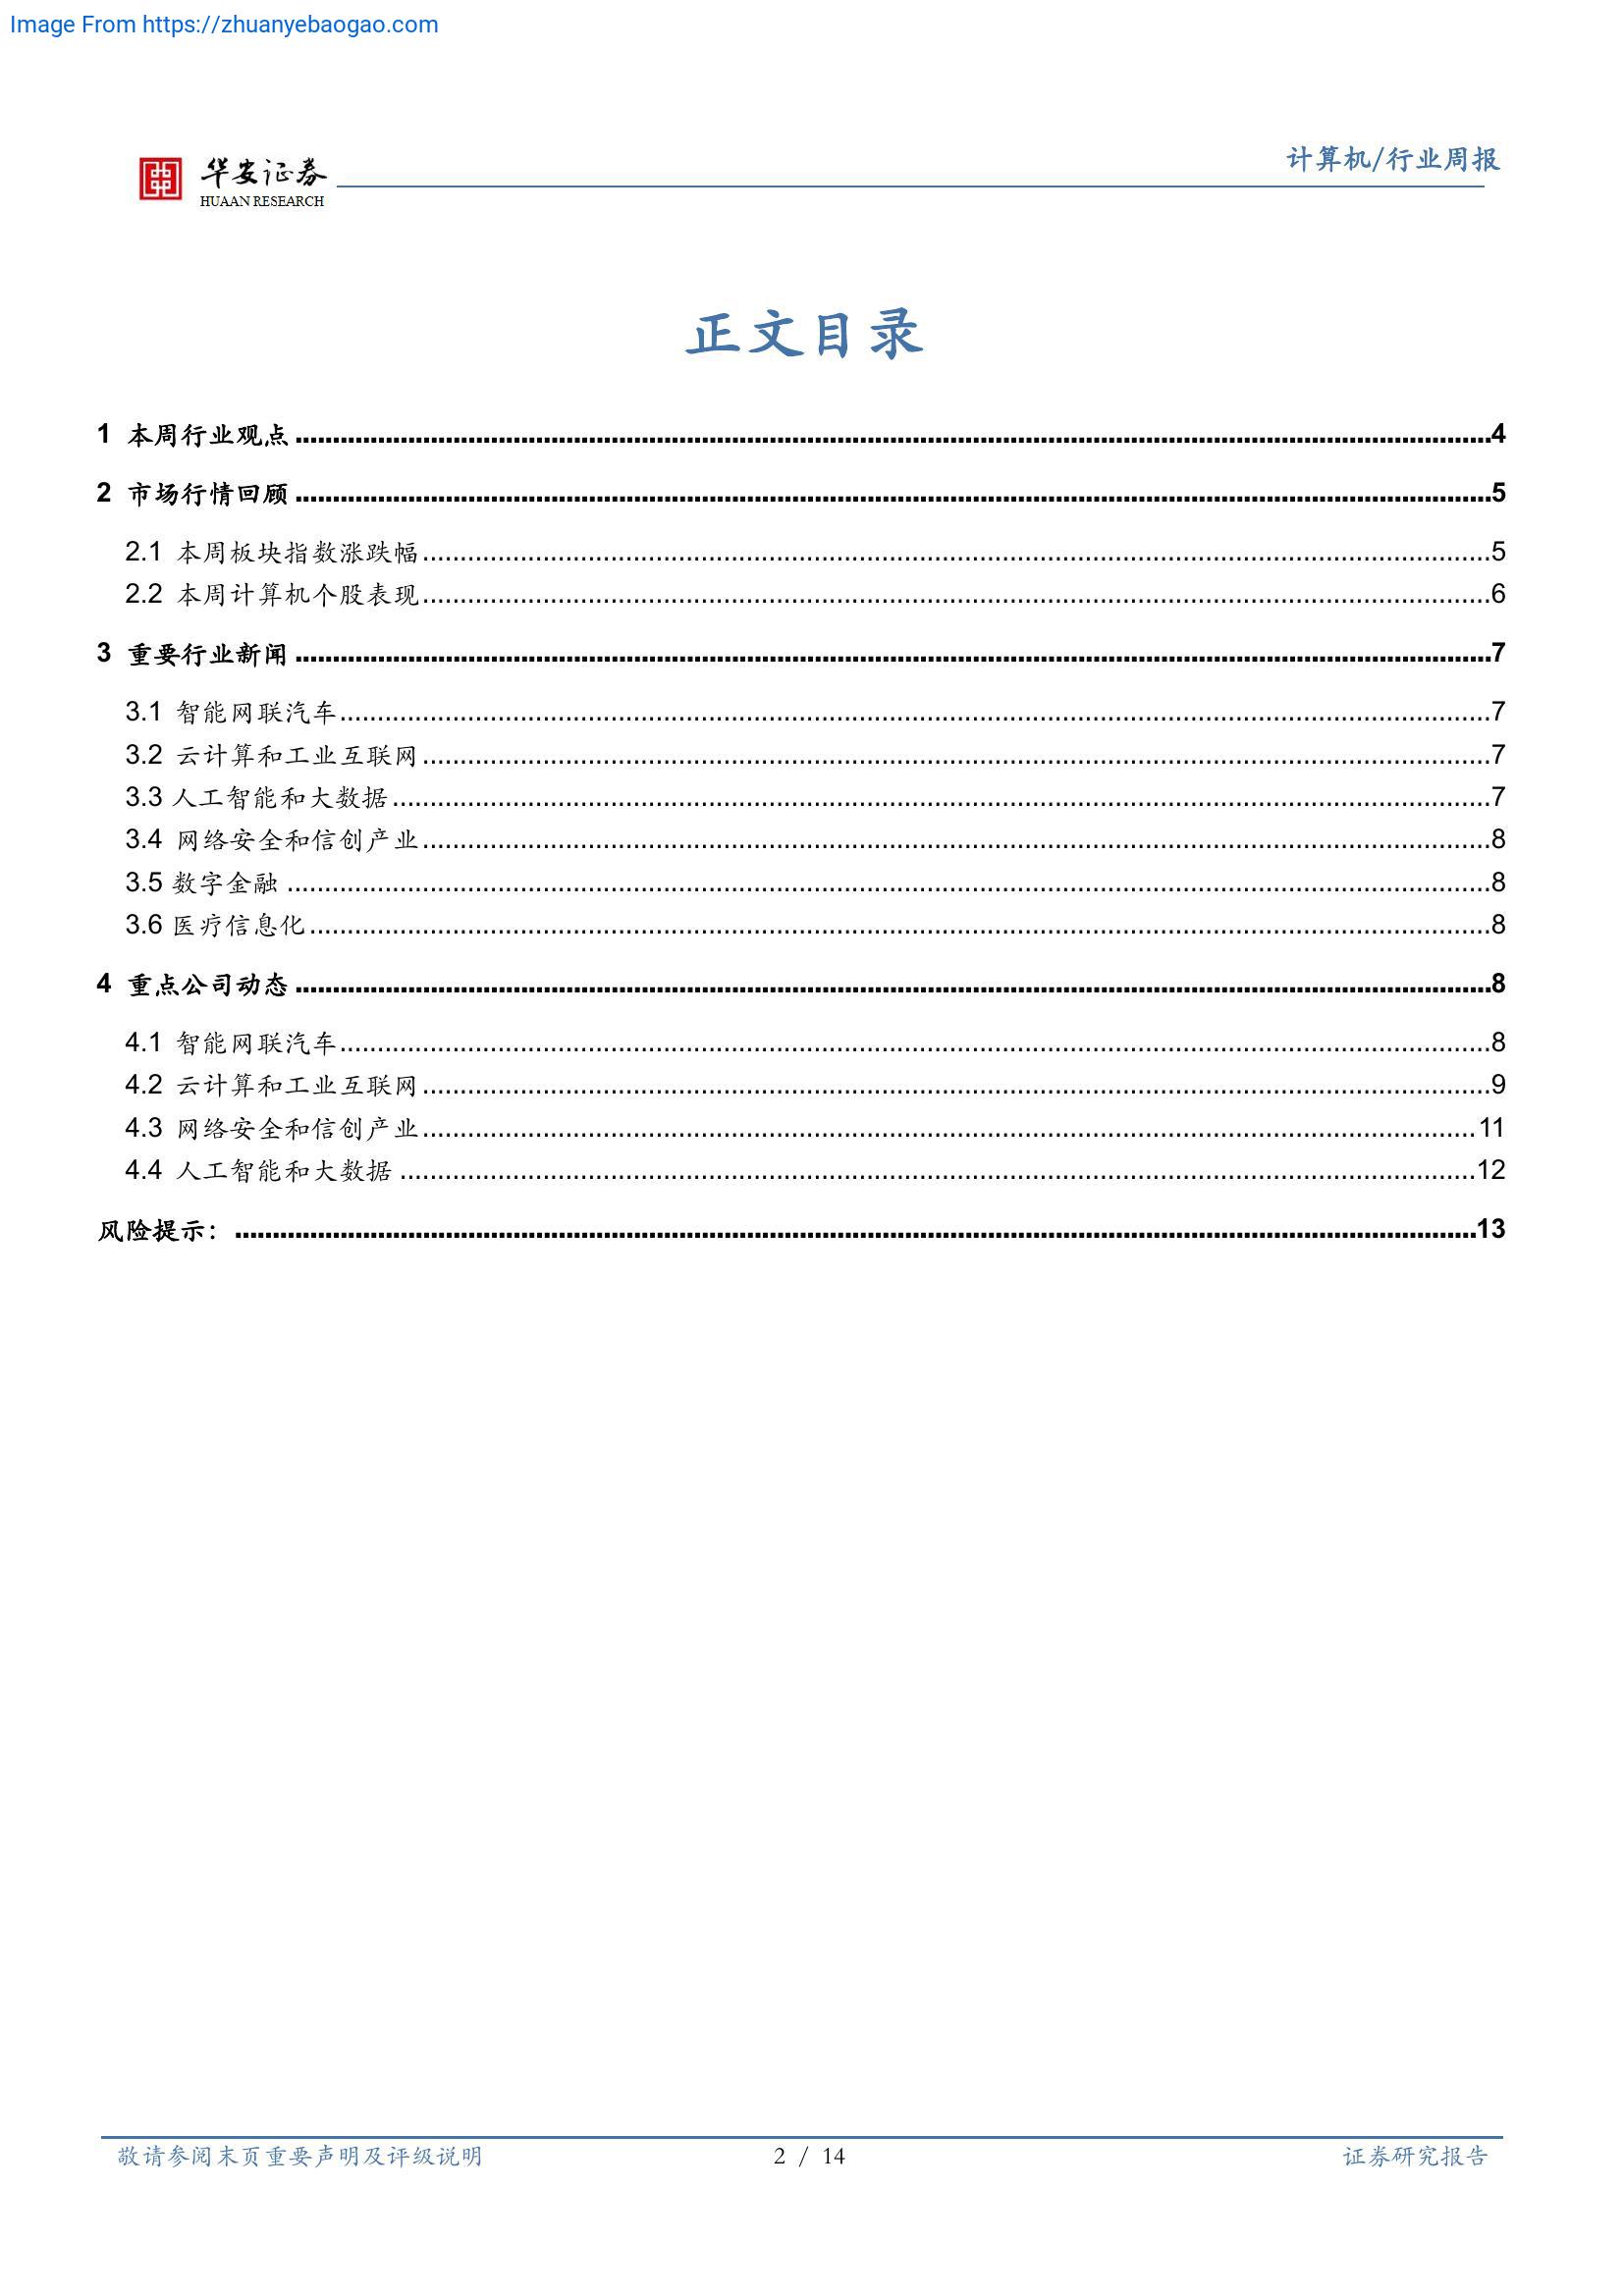 Image From https://zhuanyebaogao.com
华安证券
HUAAN RESEARCH
计算机/行业周报
正文目录
1 本周行业观点 ........................................ 4
2 市场行情回顾 ........................................ 5
2.1 本周板块指数涨跌幅 ........................................ 5
2.2 本周计算机个股表现 ........................................ 6
3 重要行业新闻 ........................................ 7
3.1 智能网联汽车 ........................................ 7
3.2 云计算和工业互联网 ........................................ 7
3.3 人工智能和大数据 ........................................ 7
3.4 网络安全和信创产业 ........................................ 8
3.5 数字金融 ........................................ 8
3.6 医疗信息化 ........................................ 8
4 重点公司动态 ........................................ 8
4.1 智能网联汽车 ........................................ 8
4.2 云计算和工业互联网 ........................................ 9
4.3 网络安全和信创产业 ........................................ 11
4.4 人工智能和大数据 ........................................ 12
风险提示： ........................................ 13
敬请参阅末页重要声明及评级说明
2 / 14
证券研究报告